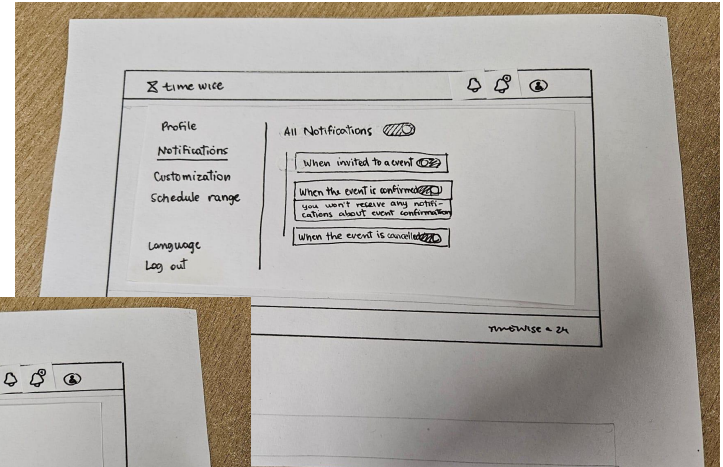 time wise
Profile
Notifications
Customization
Schedule range
Language
Log out
All Notifications
When invited to a event
When the event is confirmed
you won't receive any notifi-
cations about event confirmation
When the event is cancelled